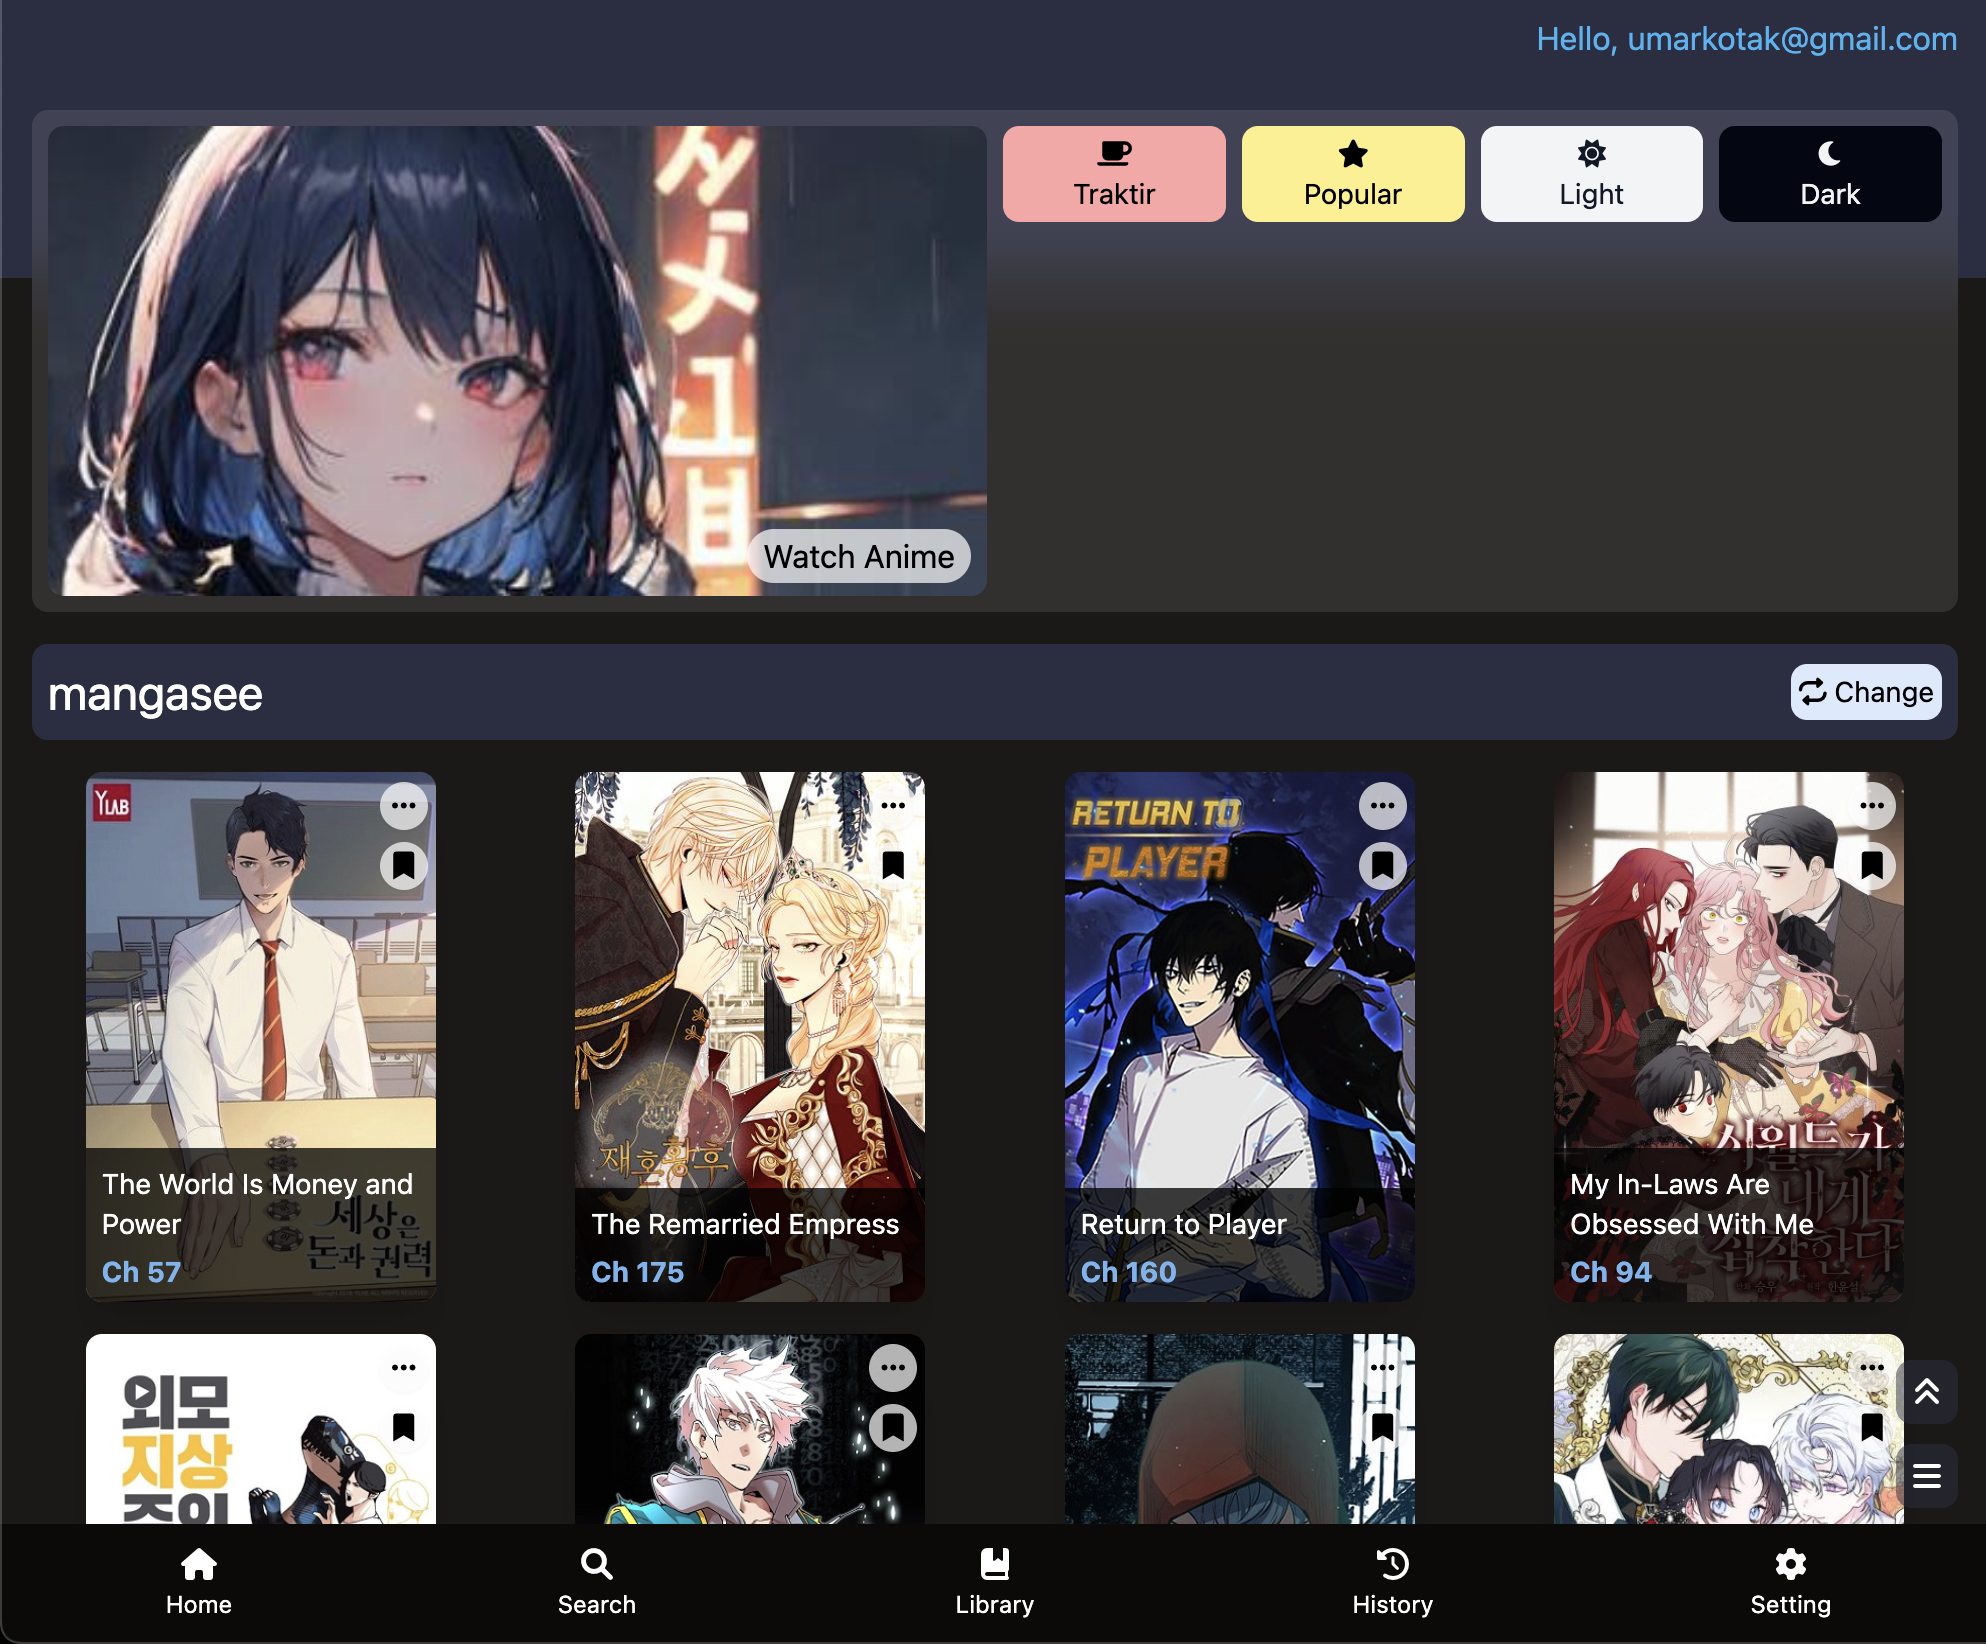 Hello, umarkotak@gmail.com
Traktir
Popular
Light
Dark
Watch Anime
mangasee
Change
YLAB
The World Is Money and
Power
세상은
돈과 권력
Ch 57
재혼황후
The Remarried Empress
Ch 175
RETURN TO
PLAYER
Return to Player
Ch 160
시월드가
내게
집착한다
My In-Laws Are
Obsessed With Me
Ch 94
외모
지상
주의
Home
Search
Library
History
Setting